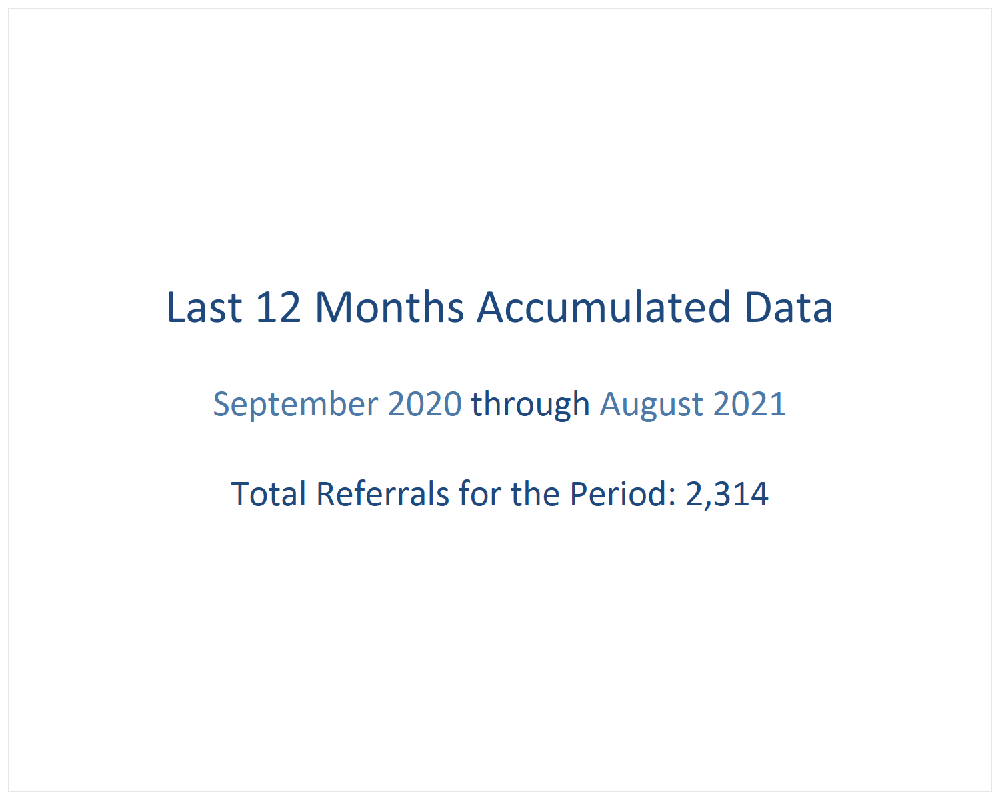 Last 12 Months Accumulated Data
September 2020 through August 2021
Total Referrals for the Period: 2,314